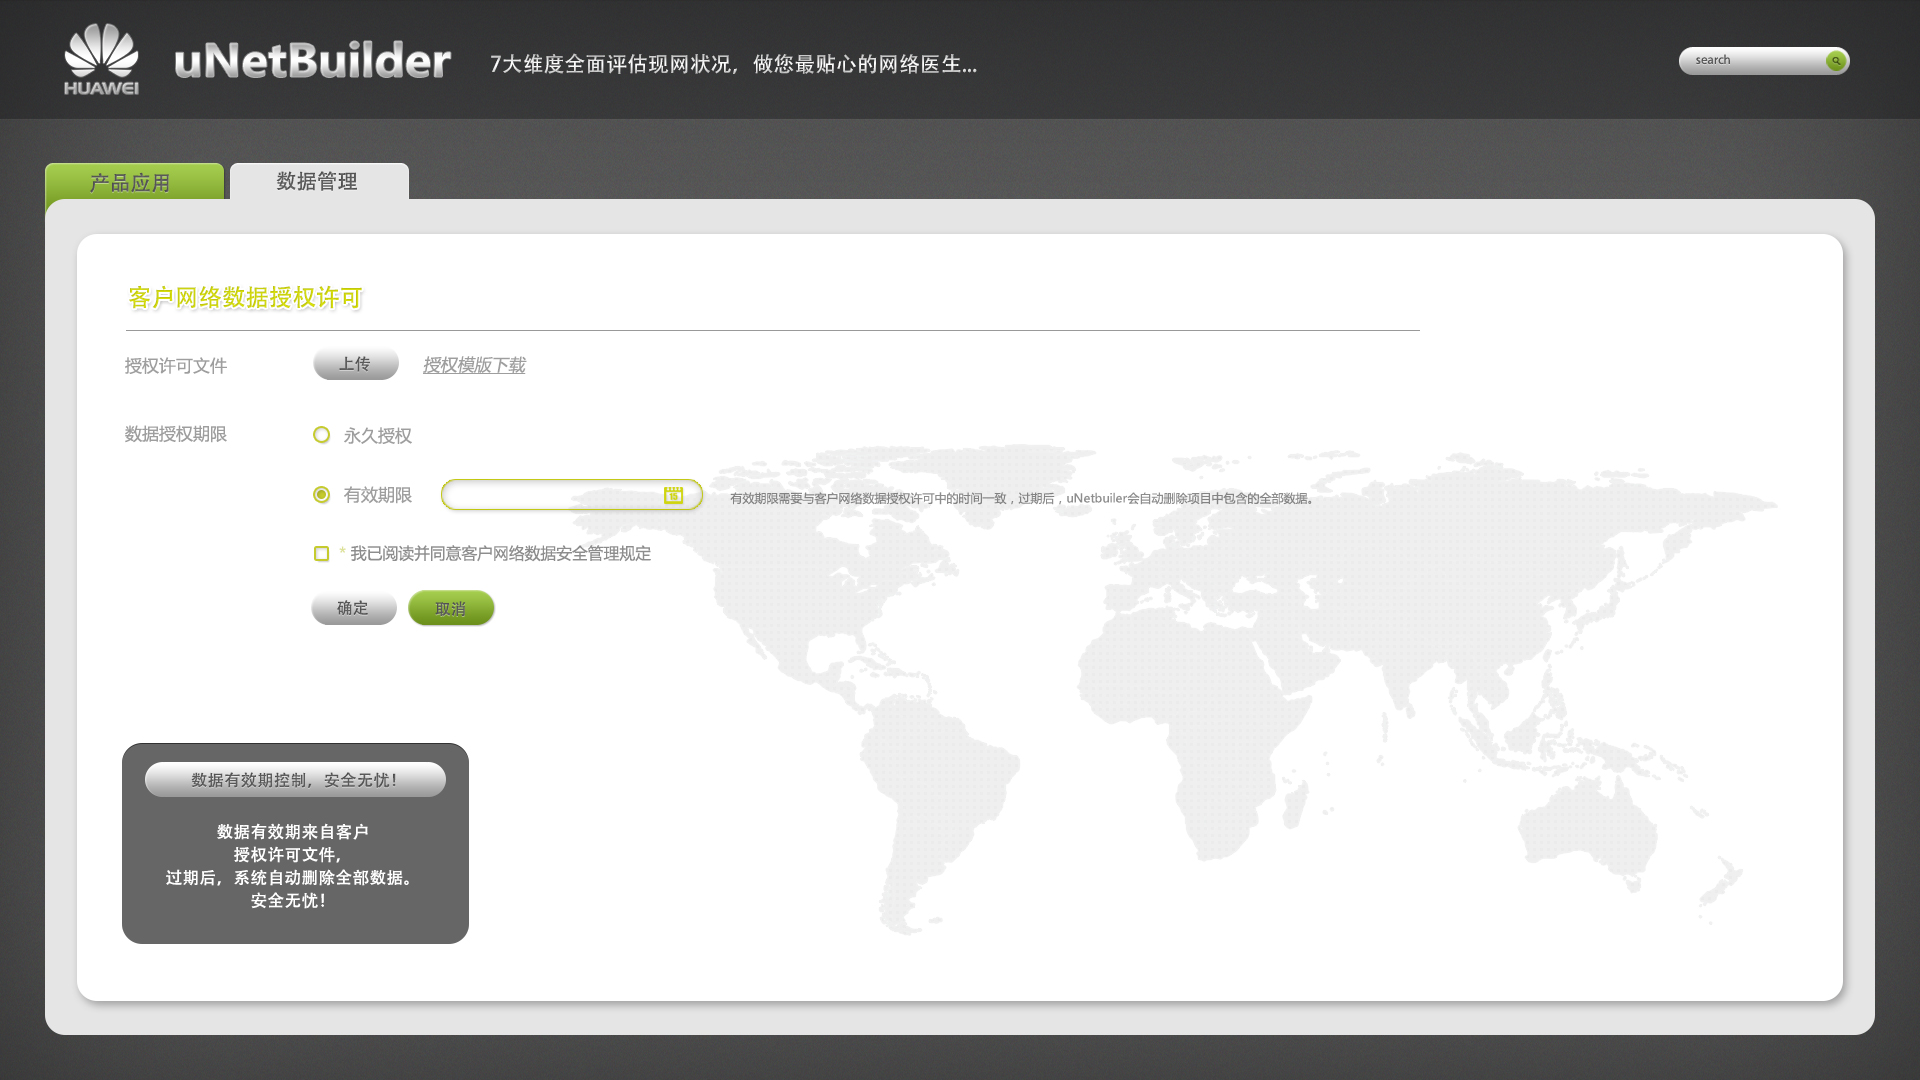 HUAWEI
uNetBuilder
7大维度全面评估现网状况，做您最贴心的网络医生...
search
产品应用
数据管理
客户网络数据授权许可
授权许可文件
上传
授权模版下载
数据授权期限
永久授权
有效期限
15
有效期限需要与客户网络数据授权许可中的时间一致，过期后，uNetbuiler会自动删除项目中包含的全部数据。
* 我已阅读并同意客户网络数据安全管理规定
确定
取消
数据有效期控制，安全无忧！
数据有效期来自客户
授权许可文件，
过期后，系统自动删除全部数据。
安全无忧！